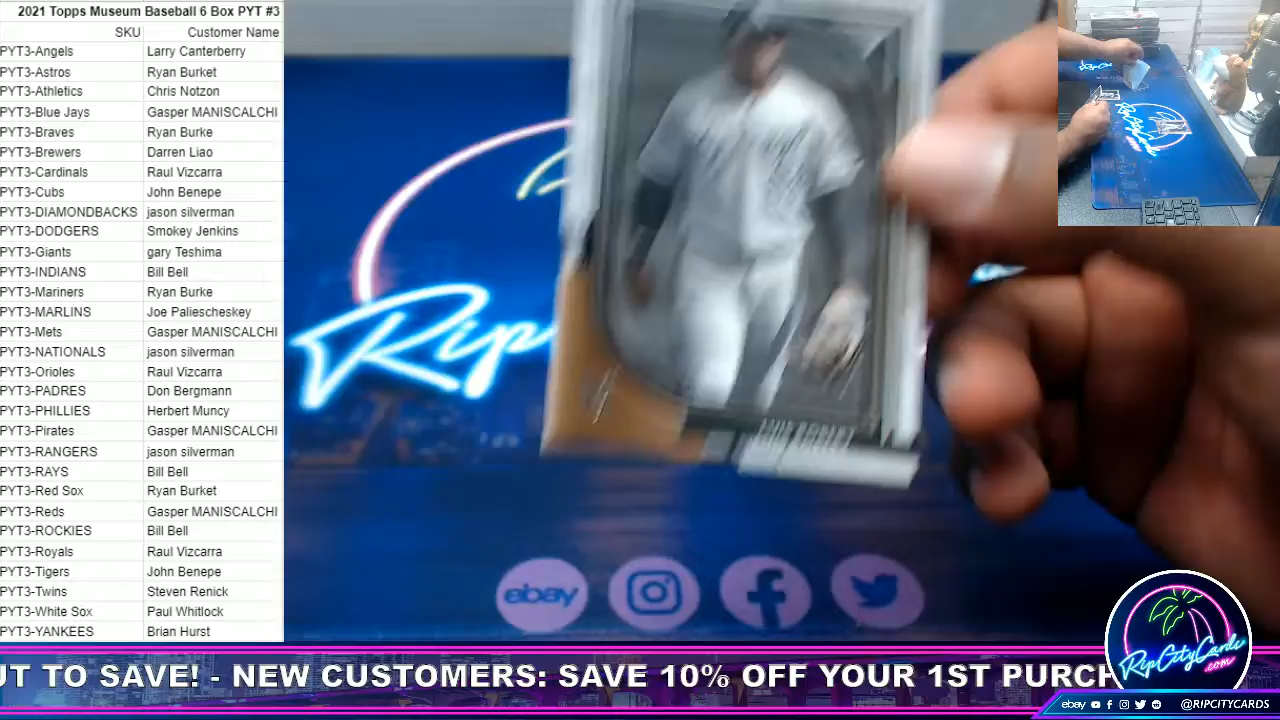 2021 Topps Museum Baseball 6 Box PYT #3
SKU Customer Name
PYT3-Angels Larry Canterberry
PYT3-Astros Ryan Burket
PYT3-Athletics Chris Notzon
PYT3-Blue Jays Gasper MANISCALCHI
PYT3-Braves Ryan Burke
PYT3-Brewers Darren Liao
PYT3-Cardinals Raul Vizcarra
PYT3-Cubs John Benepe
PYT3-DIAMONDBACKS jason silverman
PYT3-DODGERS Smokey Jenkins
PYT3-Giants gary Teshima
PYT3-INDIANS Bill Bell
PYT3-Mariners Ryan Burke
PYT3-MARLINS Joe Paliescheskey
PYT3-Mets Gasper MANISCALCHI
PYT3-NATIONALS jason silverman
PYT3-Orioles Raul Vizcarra
PYT3-PADRES Don Bergmann
PYT3-PHILLIES Herbert Muncy
PYT3-Pirates Gasper MANISCALCHI
PYT3-RANGERS jason silverman
PYT3-RAYS Bill Bell
PYT3-Red Sox Ryan Burket
PYT3-Reds Gasper MANISCALCHI
PYT3-ROCKIES Bill Bell
PYT3-Royals Raul Vizcarra
PYT3-Tigers John Benepe
PYT3-Twins Steven Renick
PYT3-White Sox Paul Whitlock
PYT3-YANKEES Brian Hurst
Rip
ebay
UT TO SAVE! - NEW CUSTOMERS: SAVE 10% OFF YOUR 1ST PURCH
RipCityCards
.com
ebay @RIPCITYCARDS